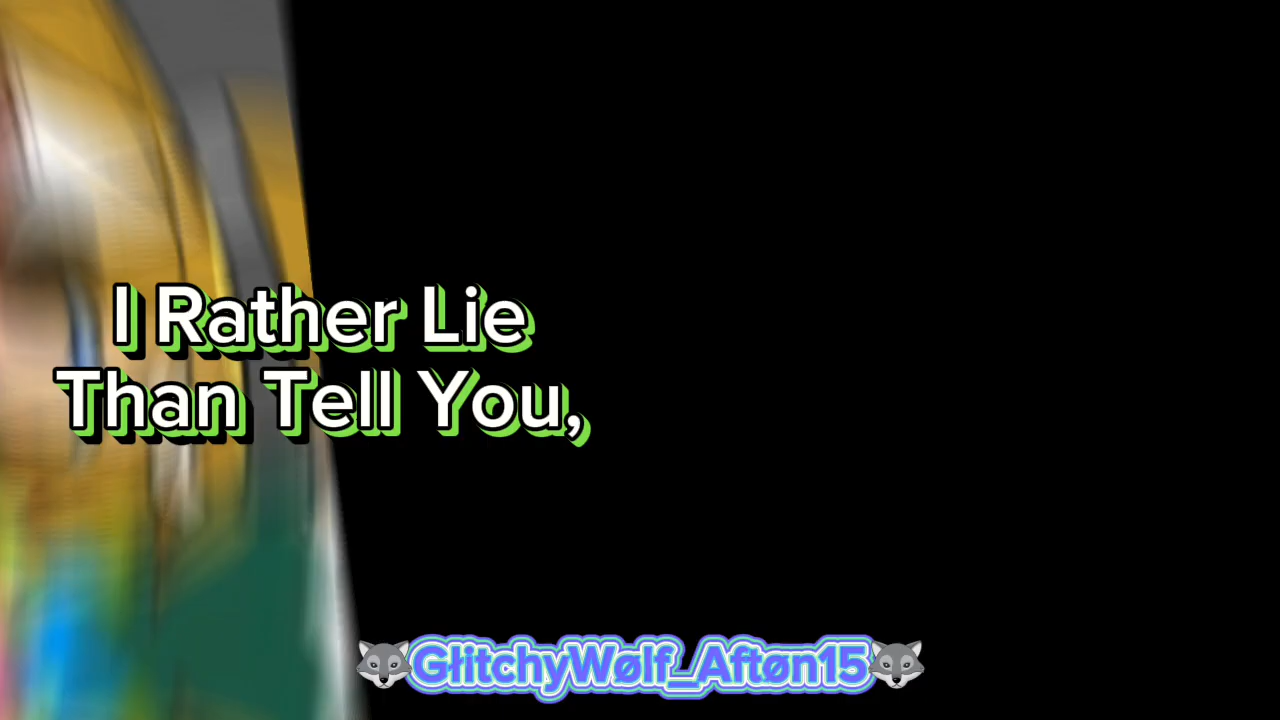 I Rather Lie
Than Tell You,
🐺GłitchyWølf_Aftøn15🐺